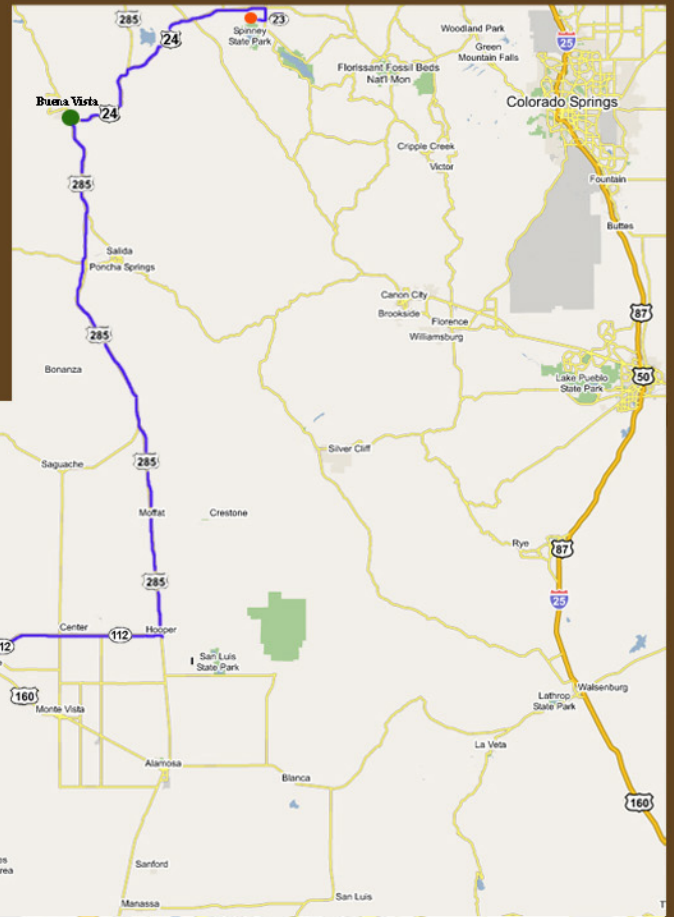 285
23
24
Spinney
State Park
Woodland Park
Green
Mountain Falls
25
Florissant Fossil Beds
Nat'l Mon
Buena Vista
24
Colorado Springs
Cripple Creek
Victor
285
Fountain
Buttes
Salida
Poncha Springs
Canon City
Brookside
Florence
Williamsburg
87
285
Bonanza
Lake Pueblo
State Park
50
Silver Cliff
Saguache
285
Moffat
Crestone
Rye
87
285
25
Center
112
Hooper
12
San Luis
State Park
160
Monte Vista
Lathrop
State Park
Walsenburg
La Veta
Alamosa
Blanca
160
es
rea
Sanford
Manassa
San Luis
T